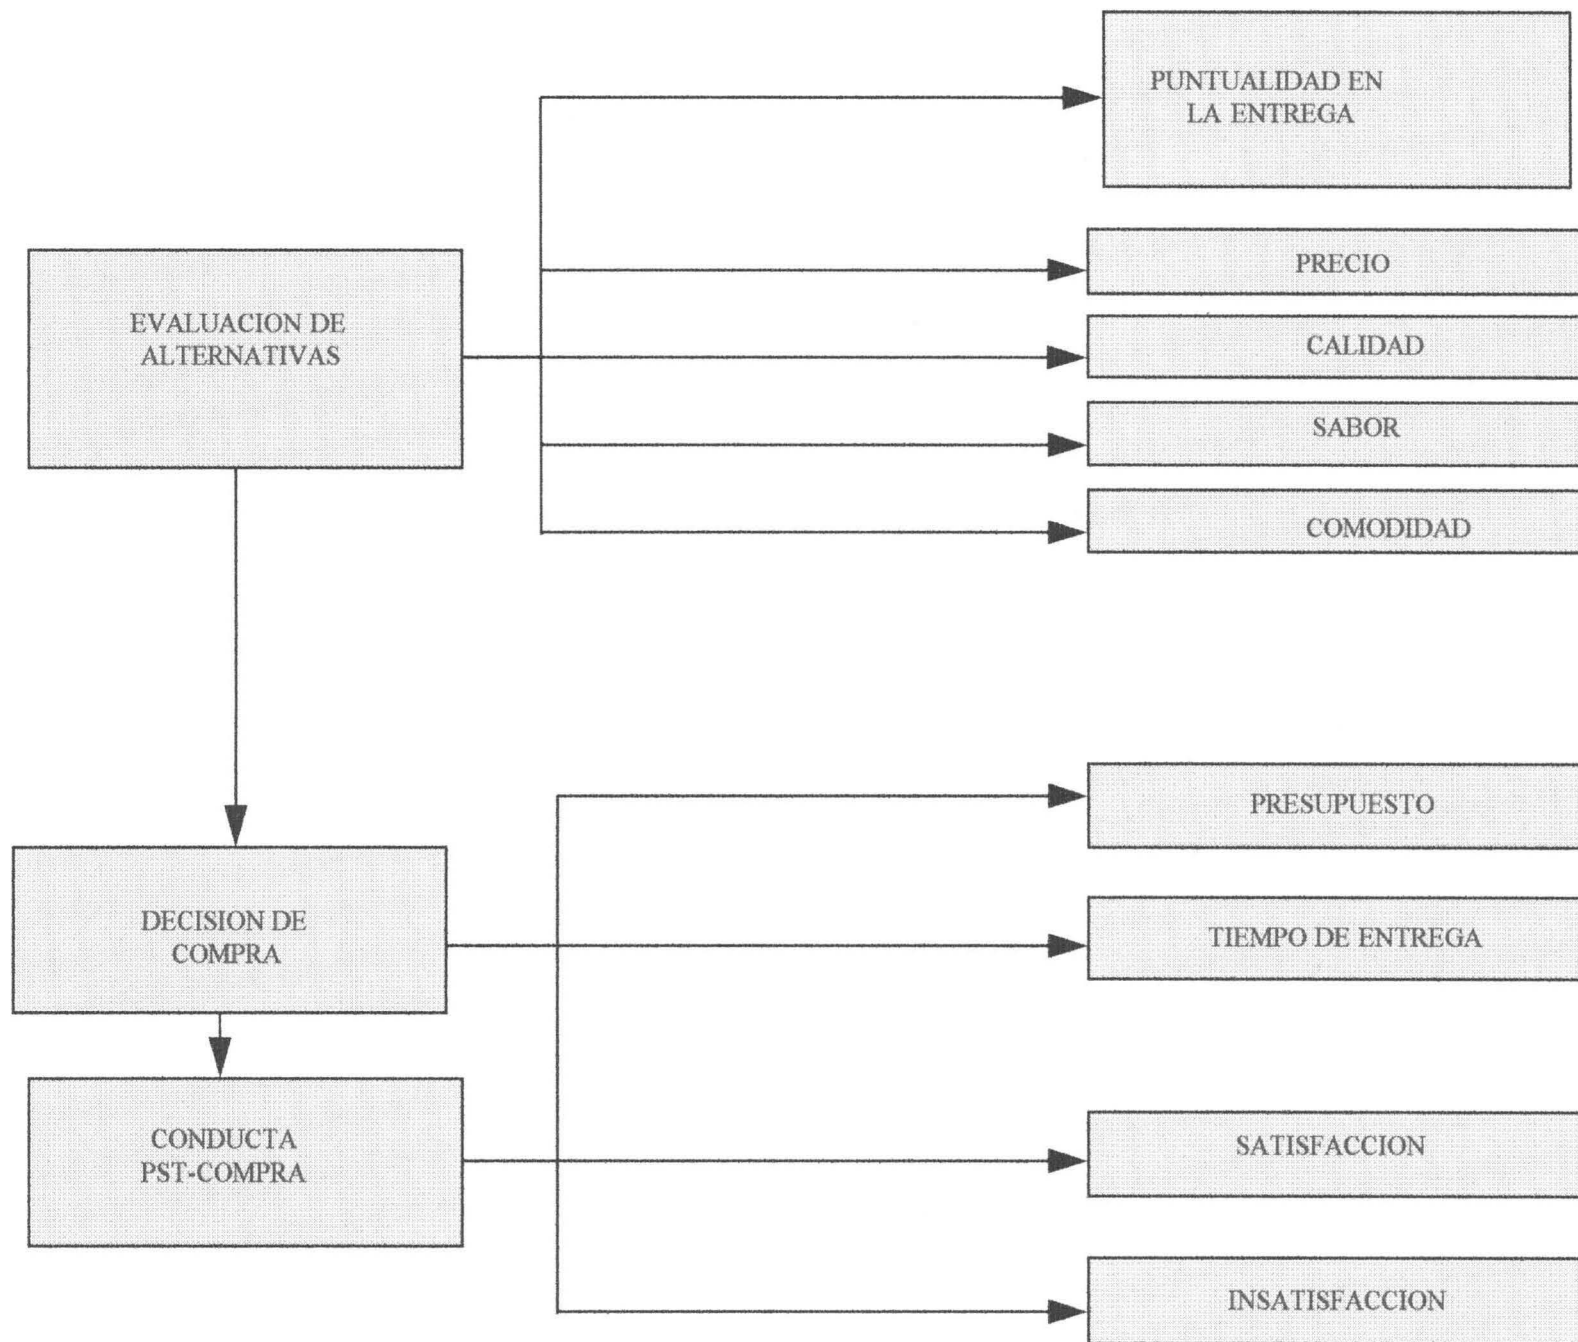 PUNTUALIDAD EN
LA ENTREGA
PRECIO
EVALUACION DE
ALTERNATIVAS
CALIDAD
SABOR
COMODIDAD
PRESUPUESTO
DECISION DE
COMPRA
TIEMPO DE ENTREGA
CONDUCTA
PST-COMPRA
SATISFACCION
INSATISFACCION